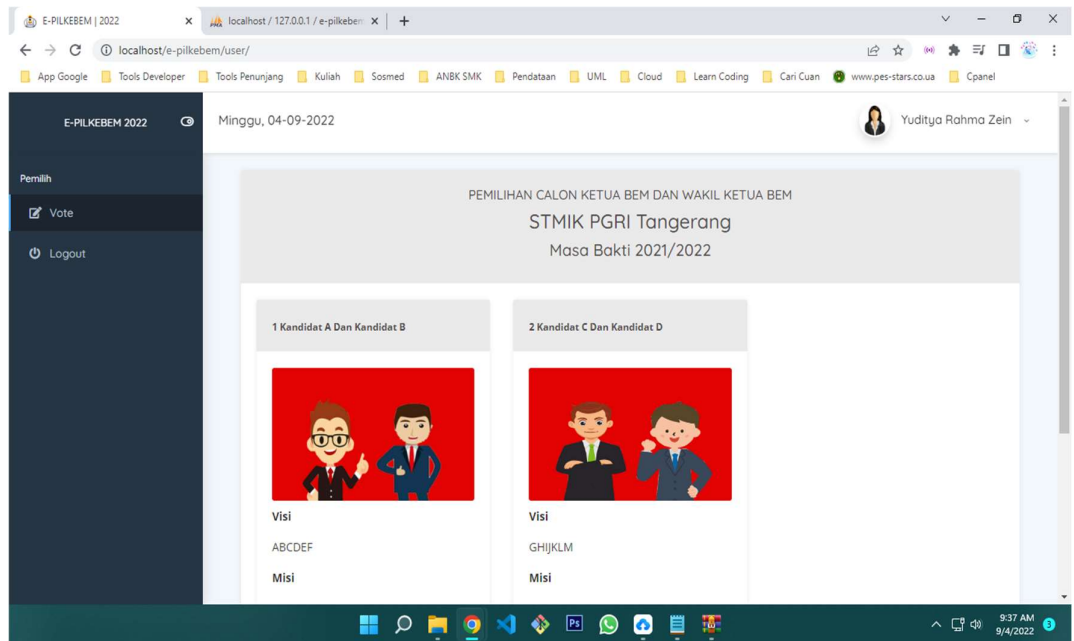 E-PILKEBEM | 2022
localhost / 127.0.0.1 / e-pilkebem
localhost/e-pilkebem/user/
App Google Tools Developer Tools Penunjang Kuliah Sosmed ANBK SMK Pendataan UML Cloud Learn Coding Cari Cuan www.pes-stars.co.ua Cpanel
E-PILKEBEM 2022
Minggu, 04-09-2022
Yuditya Rahma Zein
Pemilih
Vote
Logout
PEMILIHAN CALON KETUA BEM DAN WAKIL KETUA BEM
STMIK PGRI Tangerang
Masa Bakti 2021/2022
1 Kandidat A Dan Kandidat B
Visi
ABCDEF
Misi
2 Kandidat C Dan Kandidat D
Visi
GHIJKLM
Misi
Ps
9:37 AM
9/4/2022
3